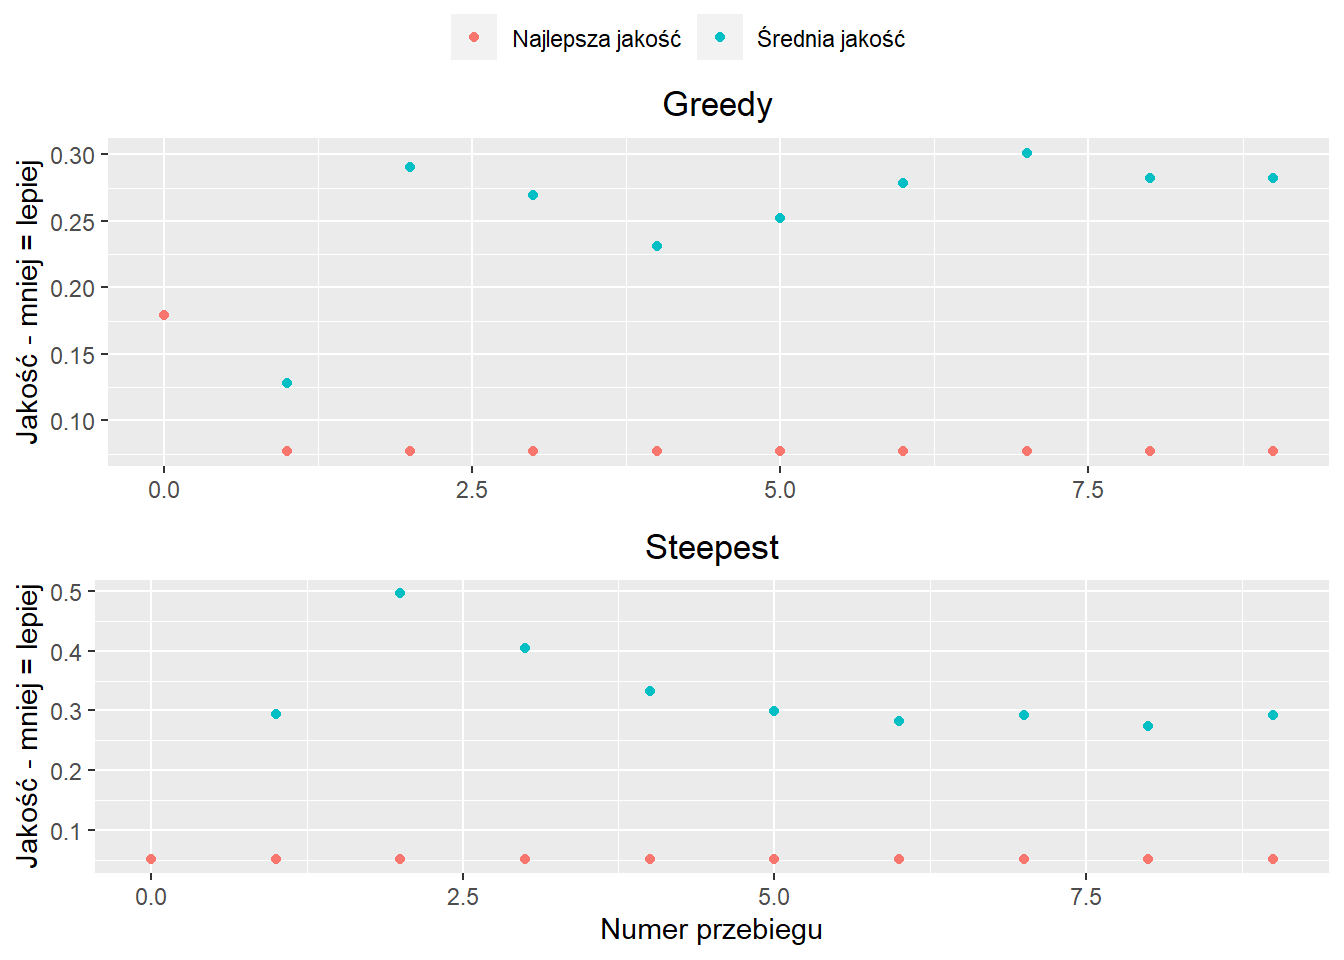 Najlepsza jakość Średnia jakość
Greedy
Jakość - mniej = lepiej
0.30
0.25
0.20
0.15
0.10
0.0 2.5 5.0 7.5
Steepest
Jakość - mniej = lepiej
0.5
0.4
0.3
0.2
0.1
0.0 2.5 5.0 7.5
Numer przebiegu